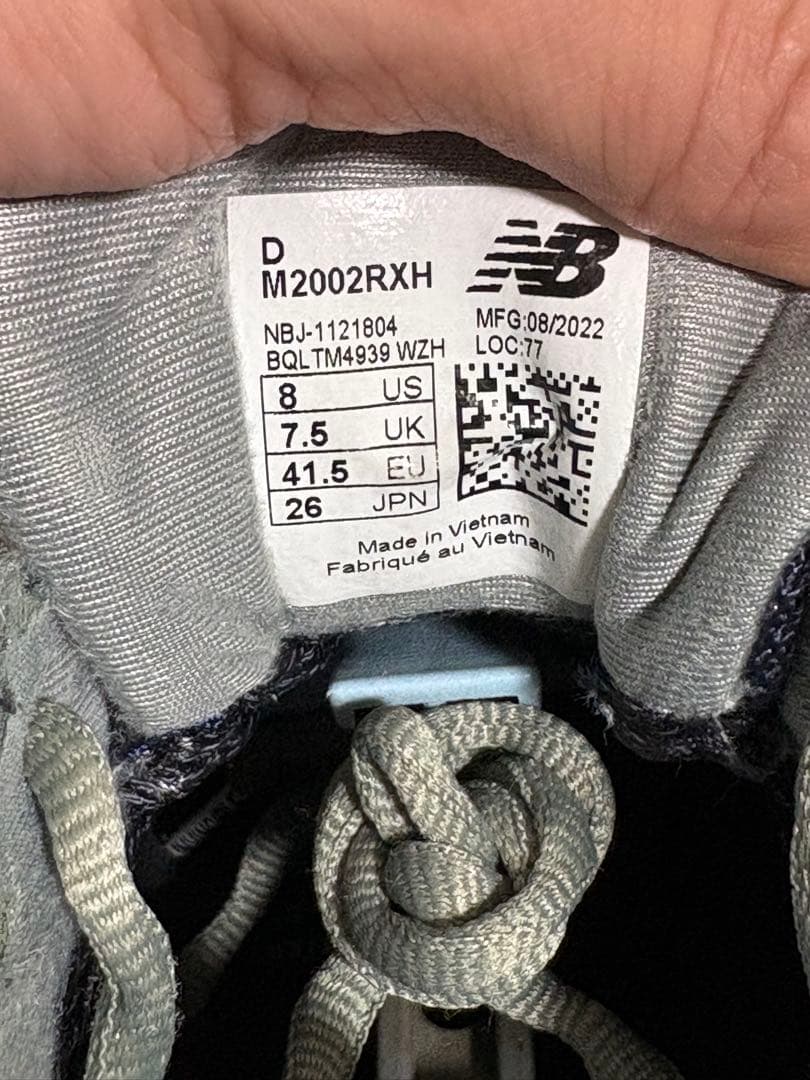 D
M2002RXH
NB
NBJ-1121804
BQLTM4939 WZH
MFG:08/2022
LOC:77
8 US
7.5 UK
41.5 EU
26 JPN
Made in Vietnam
Fabriqué au Vietnam